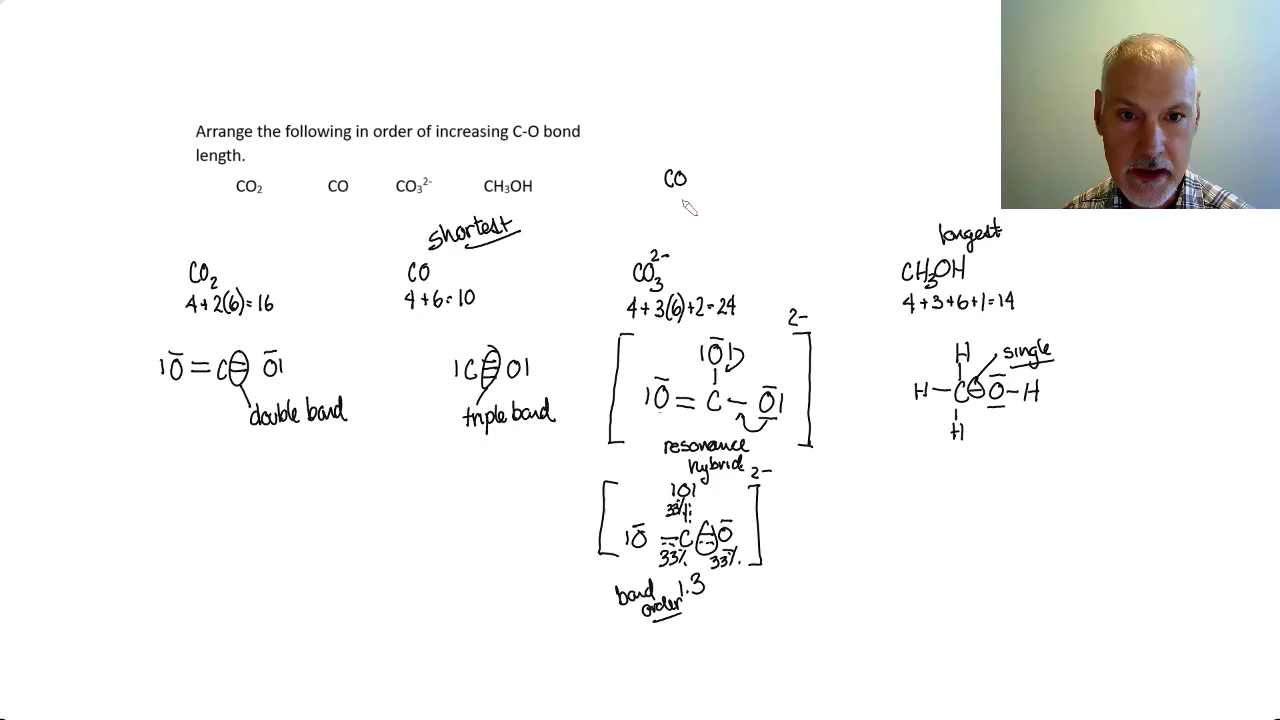 Arrange the following in order of increasing C-O bond
length.
CO₂ CO CO₃²⁻ CH₃OH
CO
shortest
longest
CO₂
4+2(6)=16
|O̅=C≡ O̅|
double bond
CO
4+6=10
|C≡O|
triple bond
CO₃²⁻
4+3(6)+2=24
2-
|O̅|
|O̅=C-O̅|
resonance
hybrid
2-
|O|
33%
|O̅ =C=O̅
33% 33%.
bond 1.3
order
CH₃OH
4+3+6+1=14
H
single
H-C-O-H
H